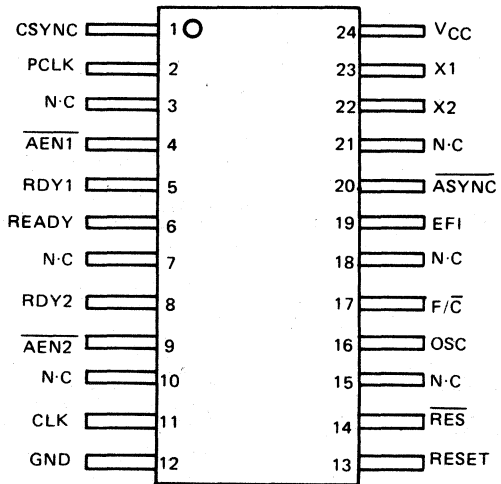 CSYNC 1 24 VCC
PCLK 2 23 X1
N·C 3 22 X2
AEN1 4 21 N·C
RDY1 5 20 ASYNC
READY 6 19 EFI
N·C 7 18 N·C
RDY2 8 17 F/C̅
A̅E̅N̅2̅ 9 16 OSC
N·C 10 15 N·C
CLK 11 14 R̅E̅S̅
GND 12 13 RESET